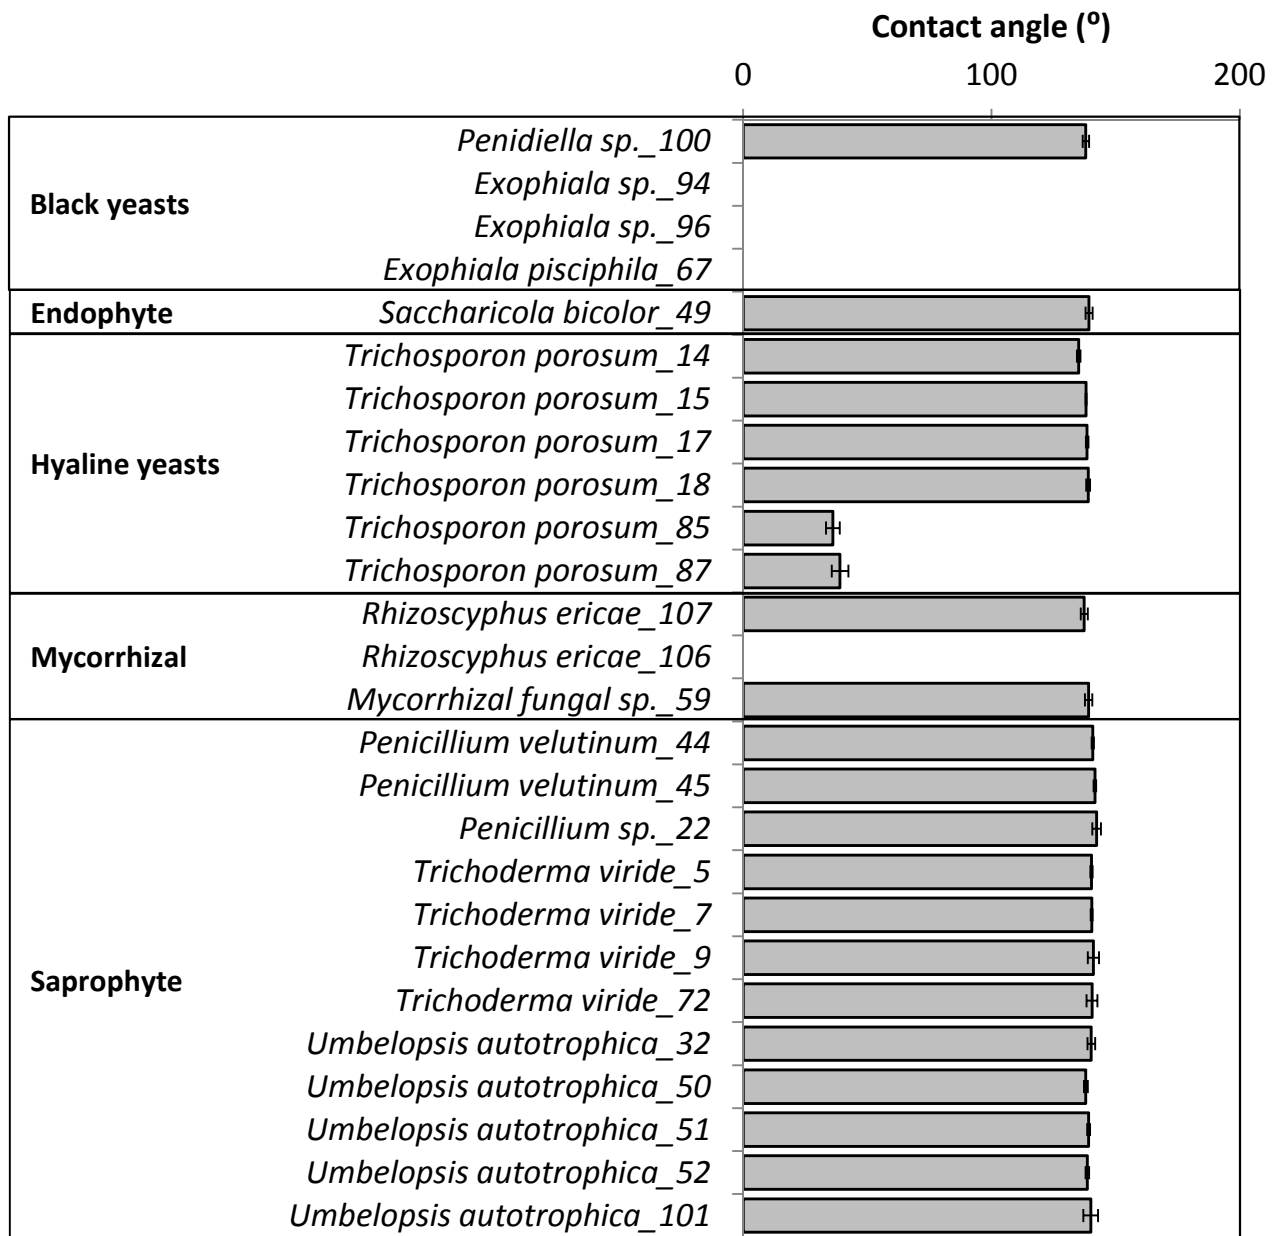 Contact angle (⁰)
0 100 200
Black yeasts
Penidiella sp._100
Exophiala sp._94
Exophiala sp._96
Exophiala pisciphila_67
Endophyte
Saccharicola bicolor_49
Hyaline yeasts
Trichosporon porosum_14
Trichosporon porosum_15
Trichosporon porosum_17
Trichosporon porosum_18
Trichosporon porosum_85
Trichosporon porosum_87
Mycorrhizal
Rhizoscyphus ericae_107
Rhizoscyphus ericae_106
Mycorrhizal fungal sp._59
Saprophyte
Penicillium velutinum_44
Penicillium velutinum_45
Penicillium sp._22
Trichoderma viride_5
Trichoderma viride_7
Trichoderma viride_9
Trichoderma viride_72
Umbelopsis autotrophica_32
Umbelopsis autotrophica_50
Umbelopsis autotrophica_51
Umbelopsis autotrophica_52
Umbelopsis autotrophica_101